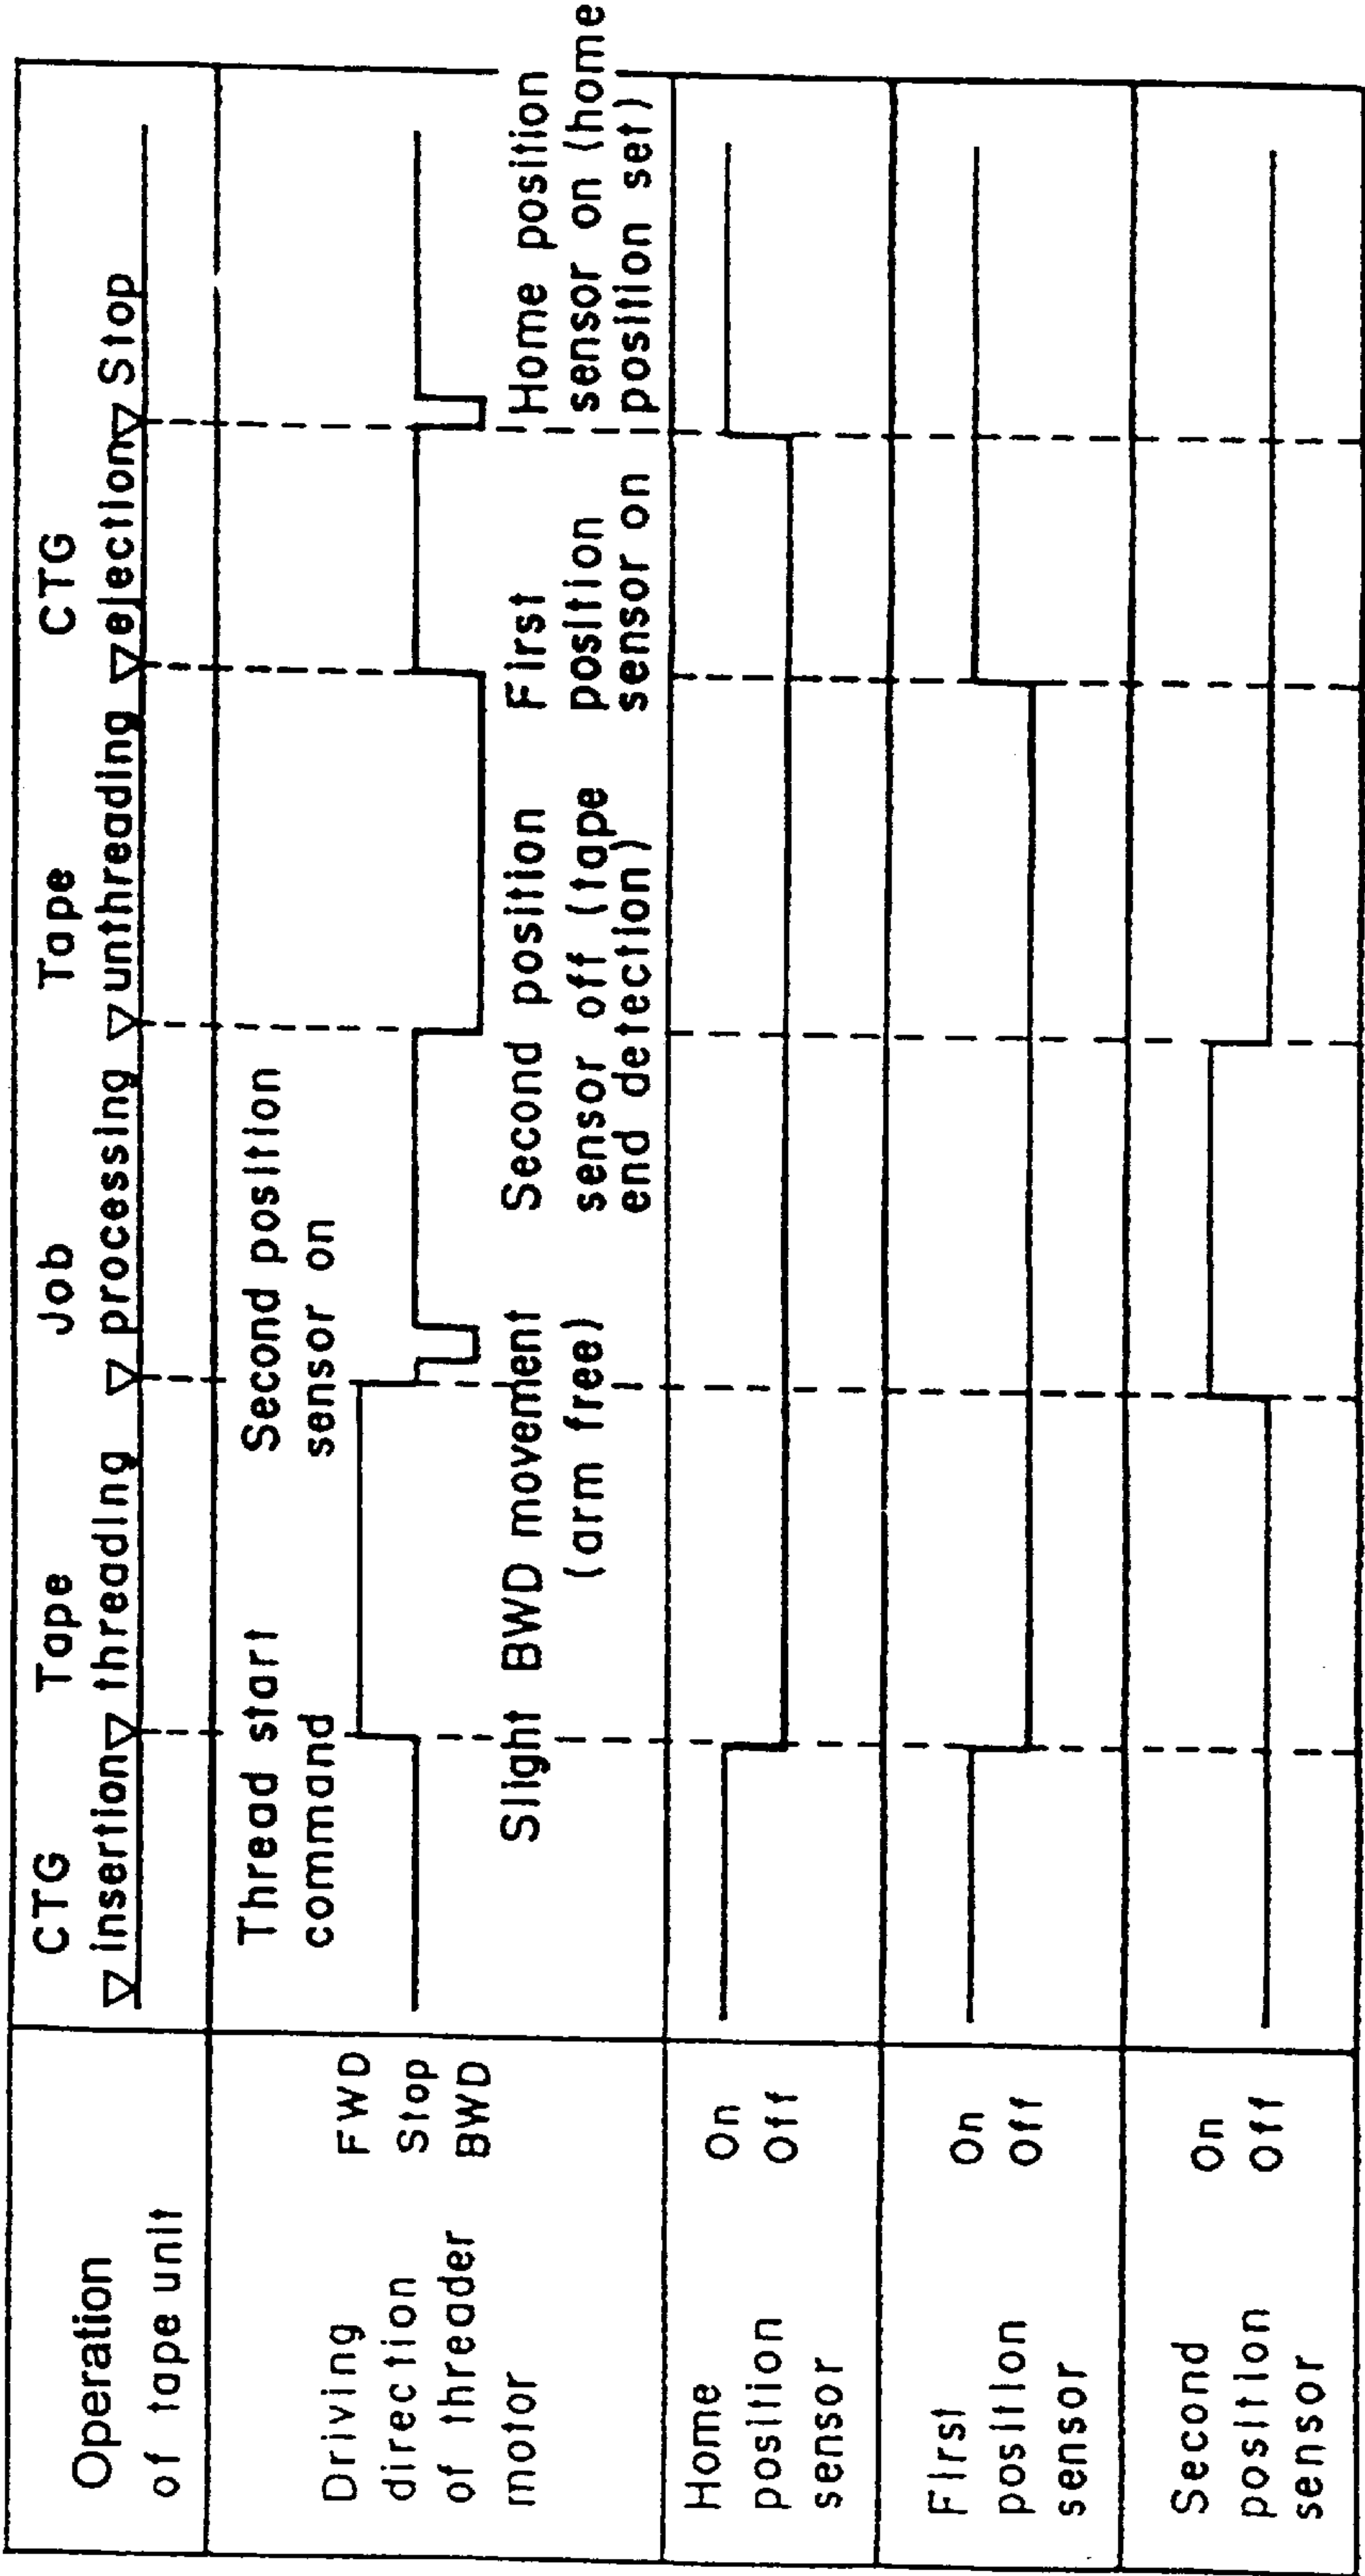 Operation
of tape unit
CTG
Tape
Job
Tape
CTG
insertion
threading
processing
unthreading
ejection
Stop
Driving
direction
of threader
motor
FWD
Stop
BWD
Thread start
command
Second position
sensor on
Slight BWD movement
(arm free)
Second position
sensor off (tape
end detection)
First
position
sensor on
Home position
sensor on (home
position set)
Home
position
sensor
On
Off
First
position
sensor
On
Off
Second
position
sensor
On
Off